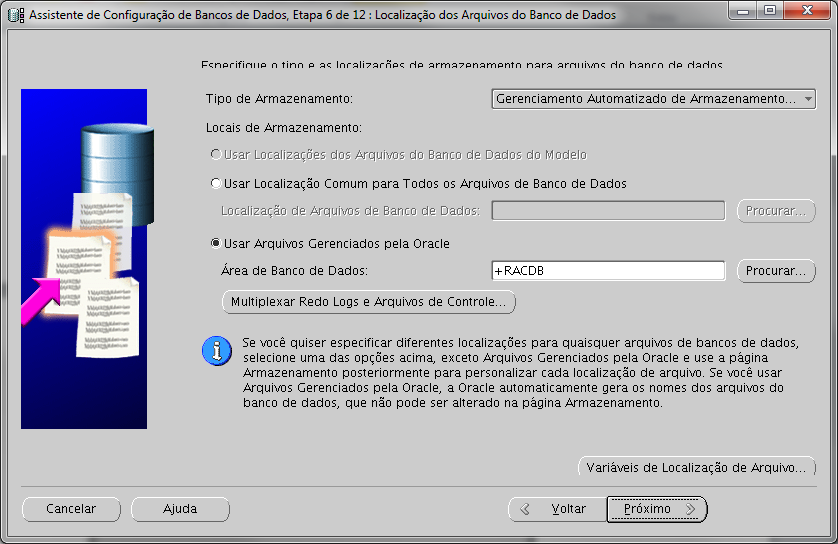 Assistente de Configuração de Bancos de Dados, Etapa 6 de 12 : Localização dos Arquivos do Banco de Dados
Especifique o tipo e as localizações de armazenamento para arquivos do banco de dados
Tipo de Armazenamento:
Gerenciamento Automatizado de Armazenamento...
Locais de Armazenamento:
Usar Localizações dos Arquivos do Banco de Dados do Modelo
Usar Localização Comum para Todos os Arquivos de Banco de Dados
Localização de Arquivos de Banco de Dados:
Procurar...
Usar Arquivos Gerenciados pela Oracle
Área de Banco de Dados:
+RACDB
Procurar...
Multiplexar Redo Logs e Arquivos de Controle...
Se você quiser especificar diferentes localizações para quaisquer arquivos de bancos de dados,
selecione uma das opções acima, exceto Arquivos Gerenciados pela Oracle e use a página
Armazenamento posteriormente para personalizar cada localização de arquivo. Se você usar
Arquivos Gerenciados pela Oracle, a Oracle automaticamente gera os nomes dos arquivos do
banco de dados, que não pode ser alterado na página Armazenamento.
Variáveis de Localização de Arquivo...
Cancelar
Ajuda
Voltar
Próximo